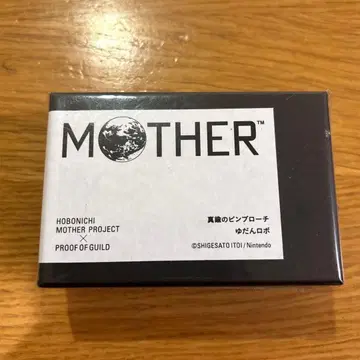 MOTHER™
HOBONICHI
MOTHER PROJECT
×
PROOF OF GUILD
真鍮のピンブローチ
ゆだんロボ
©SHIGESATO ITOI / Nintendo